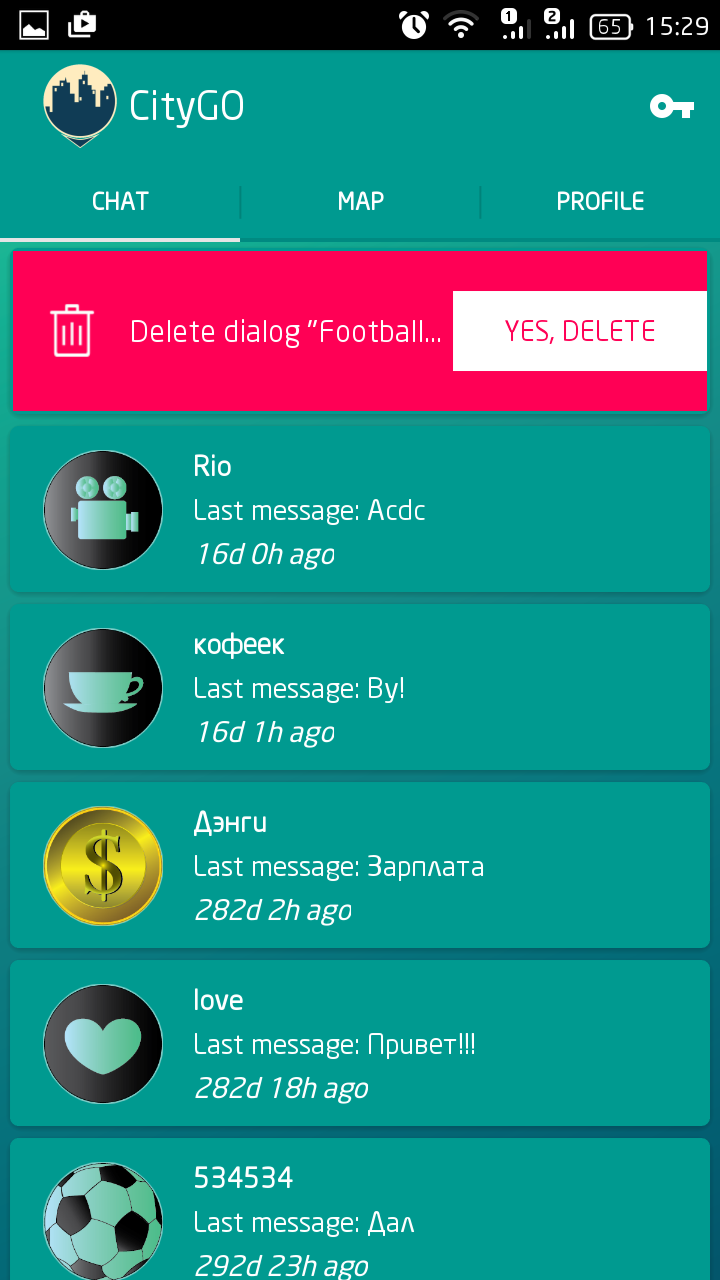 1 2 65 15:29
CityGO
CHAT MAP PROFILE
Delete dialog "Football... YES, DELETE
Rio
Last message: Acdc
16d 0h ago
кофеек
Last message: Ву!
16d 1h ago
Дэнги
Last message: Зарплата
282d 2h ago
love
Last message: Привет!!!
282d 18h ago
534534
Last message: Дал
292d 23h ago